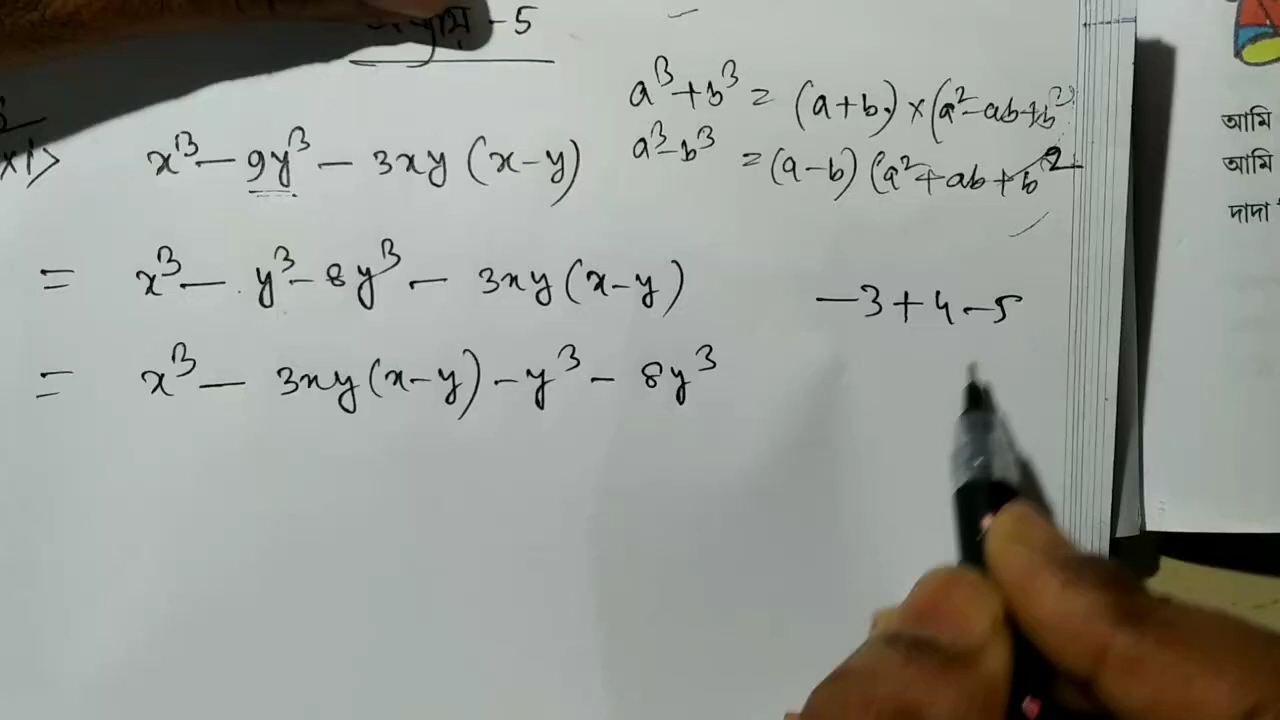 - 5
a³ + b³ = (a + b) × (a² - ab + b²)
x³ - 9y³ - 3xy (x - y)
a³ - b³ = (a - b) (a² + ab + b²
= x³ - y³ - 8y³ - 3xy (x - y)
- 3 + 4 - 5
= x³ - 3xy (x - y) - y³ - 8y³
আমি
আমি
দাদা